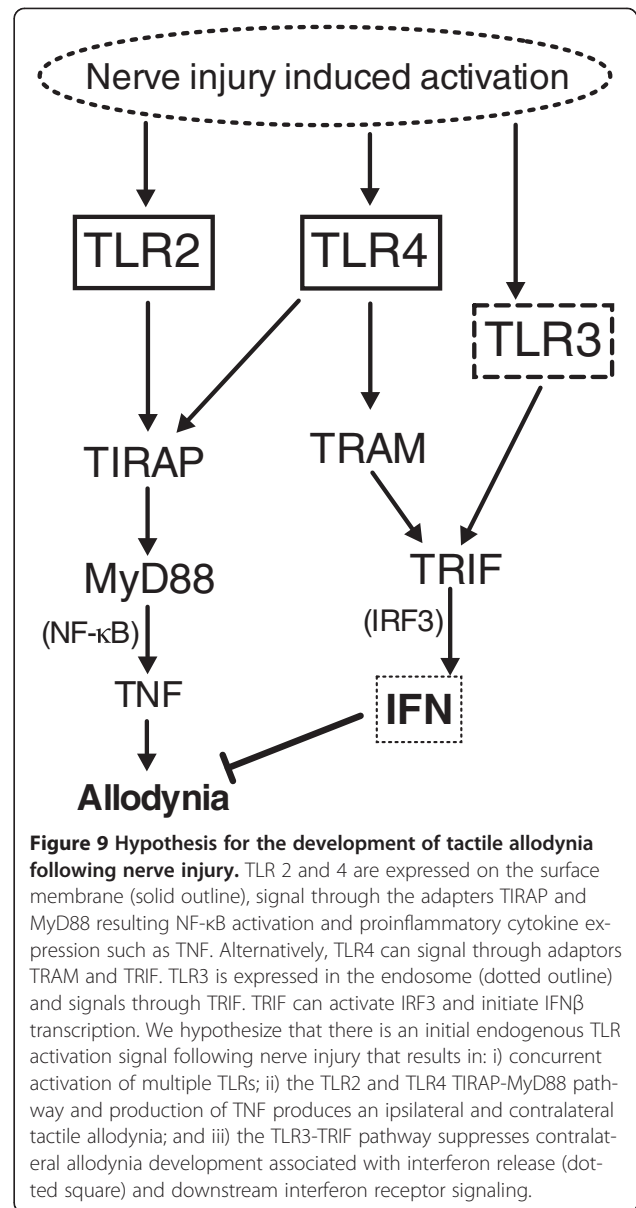 Nerve injury induced activation
TLR2
TLR4
TLR3
TIRAP
TRAM
MyD88
TRIF
(NF-κB)
(IRF3)
TNF
IFN
Allodynia
Figure 9 Hypothesis for the development of tactile allodynia
following nerve injury. TLR 2 and 4 are expressed on the surface
membrane (solid outline), signal through the adapters TIRAP and
MyD88 resulting NF-κB activation and proinflammatory cytokine ex-
pression such as TNF. Alternatively, TLR4 can signal through adaptors
TRAM and TRIF. TLR3 is expressed in the endosome (dotted outline)
and signals through TRIF. TRIF can activate IRF3 and initiate IFNβ
transcription. We hypothesize that there is an initial endogenous TLR
activation signal following nerve injury that results in: i) concurrent
activation of multiple TLRs; ii) the TLR2 and TLR4 TIRAP-MyD88 path-
way and production of TNF produces an ipsilateral and contralateral
tactile allodynia; and iii) the TLR3-TRIF pathway suppresses contralat-
eral allodynia development associated with interferon release (dot-
ted square) and downstream interferon receptor signaling.